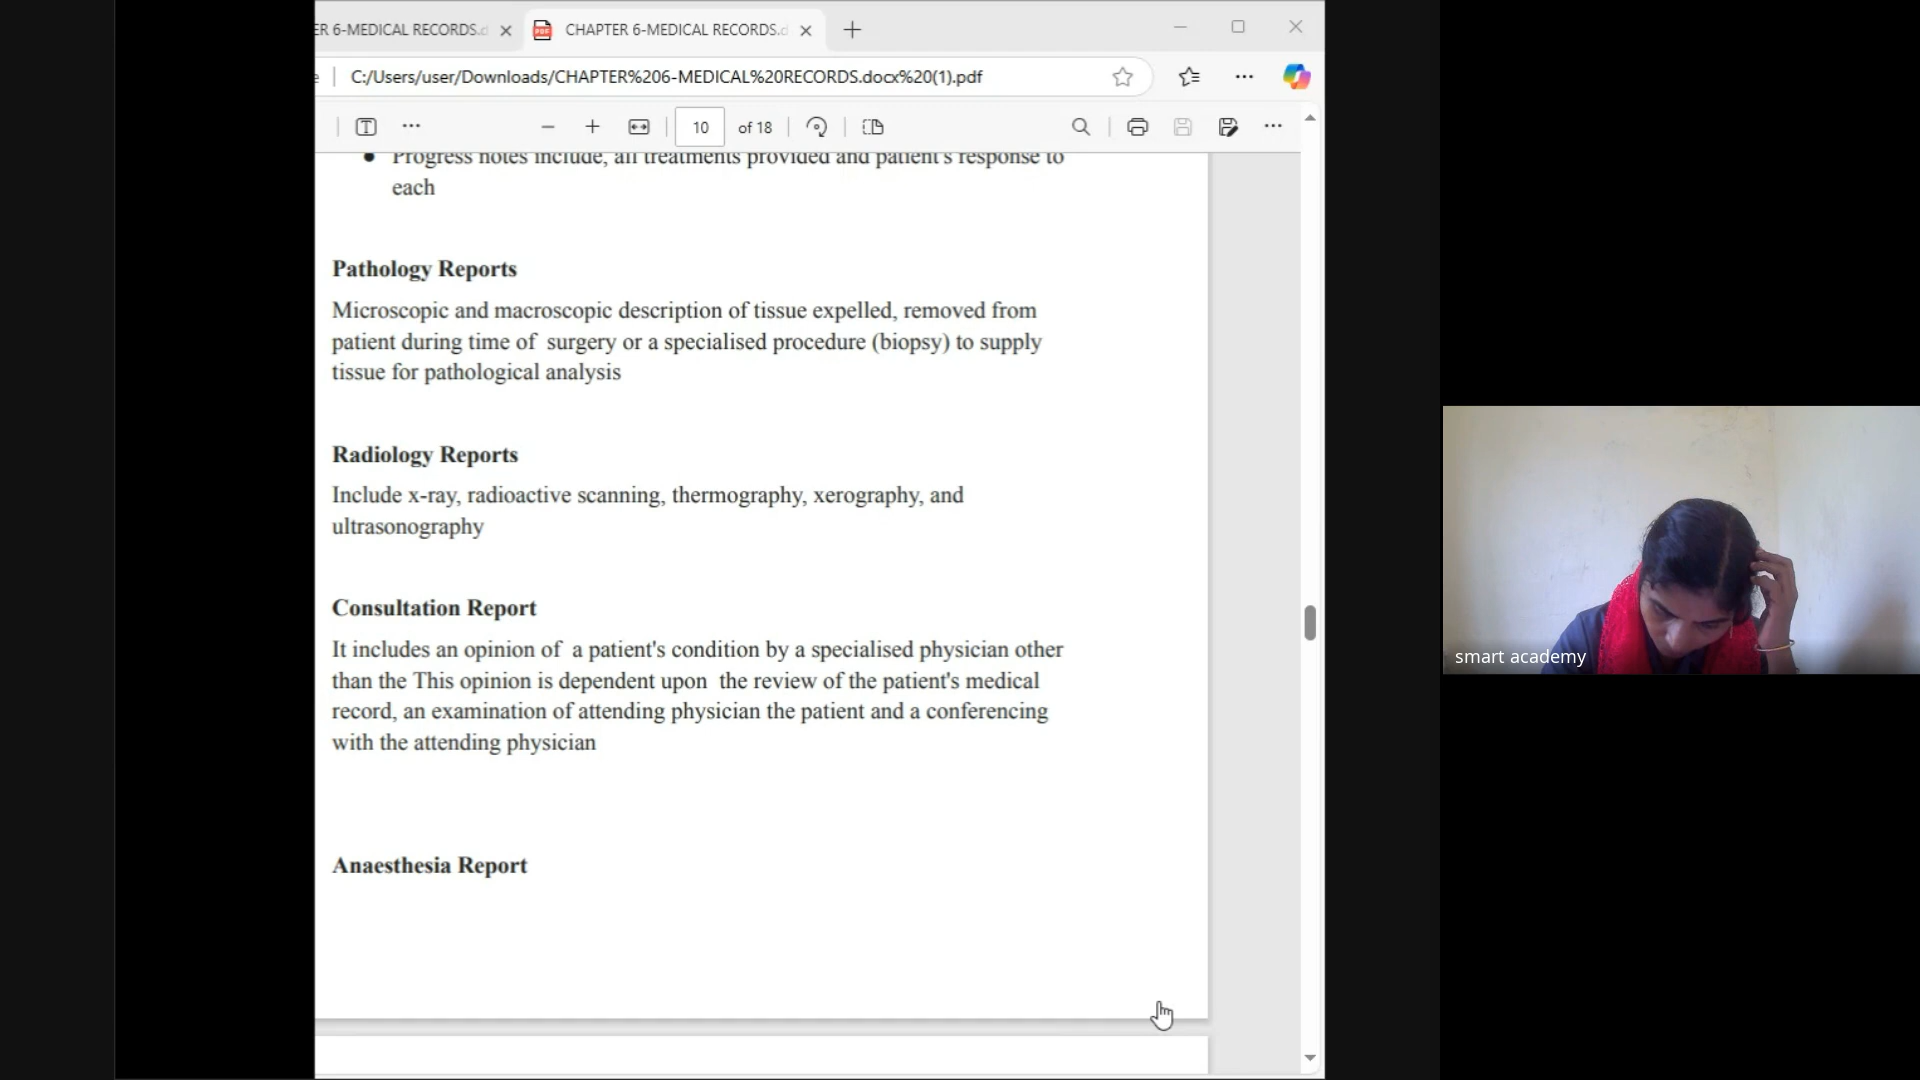 ER 6-MEDICAL RECORDS.d
CHAPTER 6-MEDICAL RECORDS.d
C:/Users/user/Downloads/CHAPTER%206-MEDICAL%20RECORDS.docx%20(1).pdf
10 of 18
Progress notes include, all treatments provided and patient's response to
each
Pathology Reports
Microscopic and macroscopic description of tissue expelled, removed from
patient during time of surgery or a specialised procedure (biopsy) to supply
tissue for pathological analysis
Radiology Reports
Include x-ray, radioactive scanning, thermography, xerography, and
ultrasonography
Consultation Report
It includes an opinion of a patient's condition by a specialised physician other
than the This opinion is dependent upon the review of the patient's medical
record, an examination of attending physician the patient and a conferencing
with the attending physician
Anaesthesia Report
smart academy